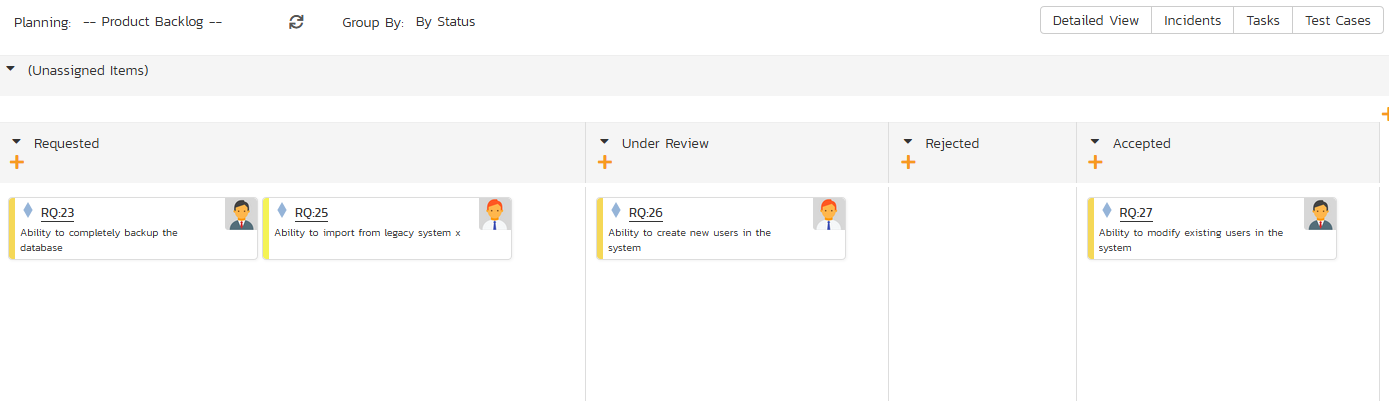 Planning: -- Product Backlog -- Group By: By Status Detailed View Incidents Tasks Test Cases
(Unassigned Items)
Requested Under Review Rejected Accepted
RQ:23
Ability to completely backup the
database
RQ:25
Ability to import from legacy system x
RQ:26
Ability to create new users in the
system
RQ:27
Ability to modify existing users in the
system